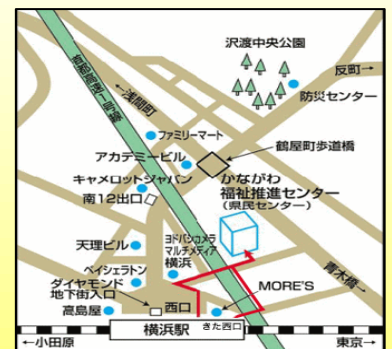 沢渡中央公園
反町→
防災センター
首都高速1号線
←浅間町
ファミリーマート
鶴屋町歩道橋
アカデミービル
キャメロットジャパン
かながわ
福祉推進センター
(県民センター)
南12出口
天理ビル
ヨドバシカメラ
マルチメディア
横浜
ベイシェラトン
ダイヤモンド
地下街入口
青木橋→
MORE'S
高島屋
西口
きた西口
横浜駅
←小田原
東京→